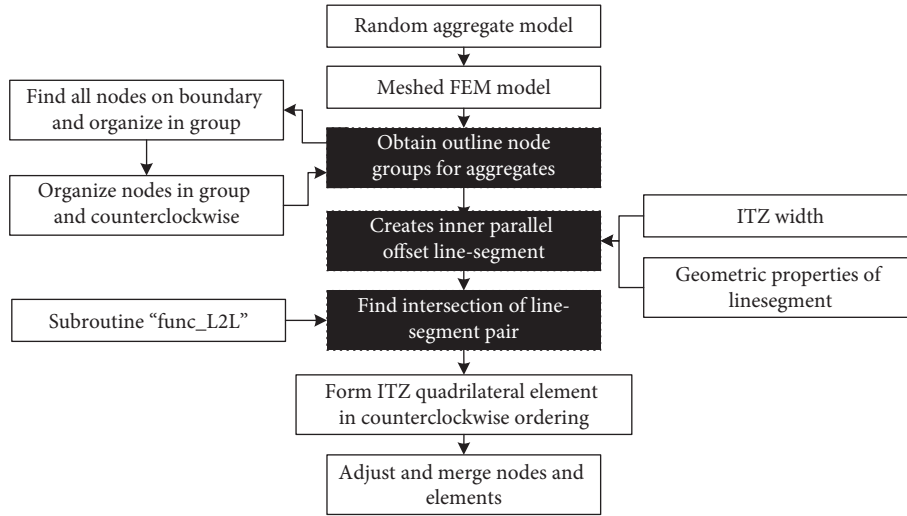 Random aggregate model
Meshed FEM model
Find all nodes on boundary
and organize in group
Obtain outline node
groups for aggregates
Organize nodes in group
and counterclockwise
Creates inner parallel
offset line-segment
ITZ width
Geometric properties of
linesegment
Subroutine “func_L2L”
Find intersection of line-
segment pair
Form ITZ quadrilateral element
in counterclockwise ordering
Adjust and merge nodes and
elements